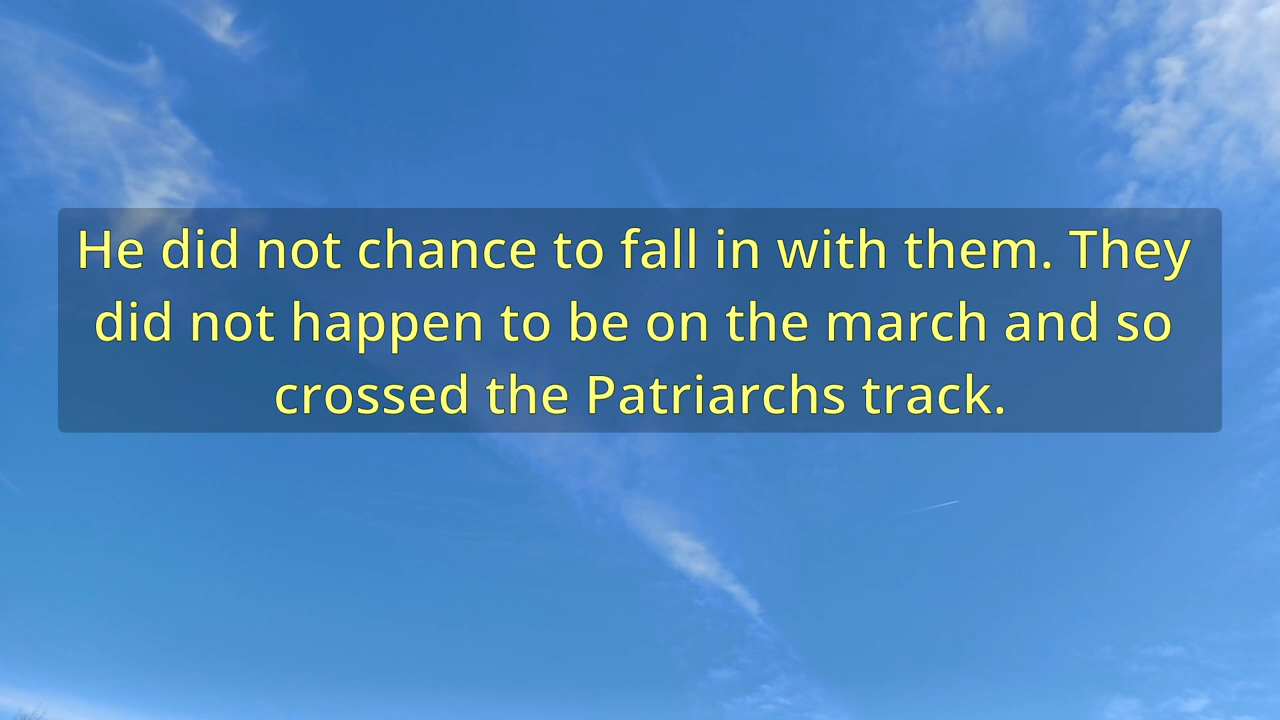 He did not chance to fall in with them. They
did not happen to be on the march and so
crossed the Patriarchs track.